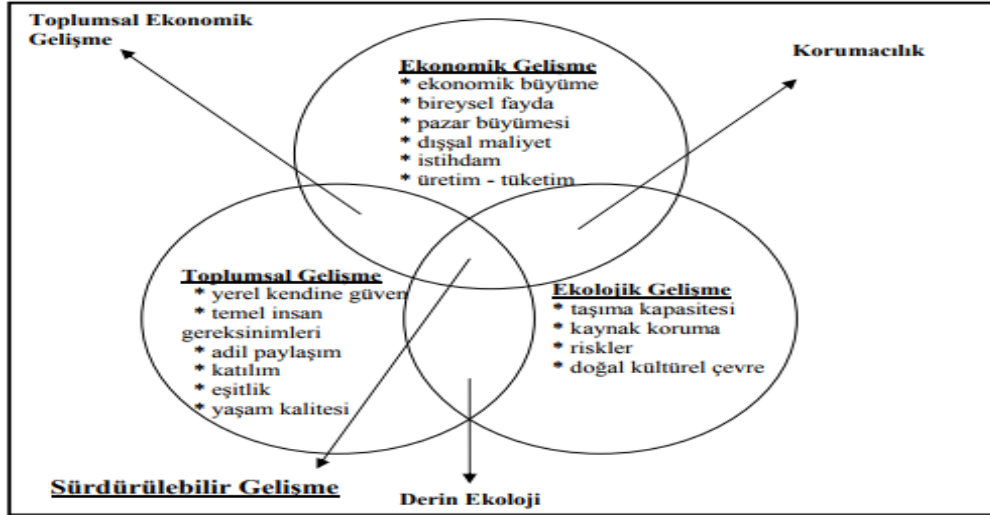 Toplumsal Ekonomik
Gelişme
Korumacılık
Ekonomik Gelişme
* ekonomik büyüme
* bireysel fayda
* pazar büyümesi
* dışşal maliyet
* istihdam
* üretim - tüketim
Toplumsal Gelişme
* yerel kendine güven
* temel insan
gereksinimleri
* adil paylaşım
* katılım
* eşitlik
* yaşam kalitesi
Ekolojik Gelişme
* taşıma kapasitesi
* kaynak koruma
* riskler
* doğal kültürel çevre
Sürdürülebilir Gelişme
Derin Ekoloji